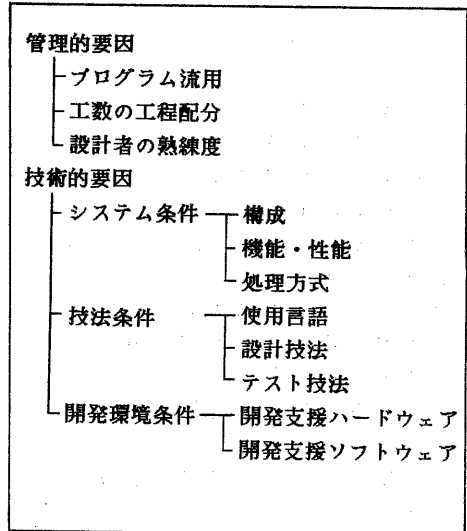 管理的要因
プログラム流用
工数の工程配分
設計者の熟練度
技術的要因
システム条件 構成
機能・性能
処理方式
技法条件 使用言語
設計技法
テスト技法
開発環境条件 開発支援ハードウェア
開発支援ソフトウェア